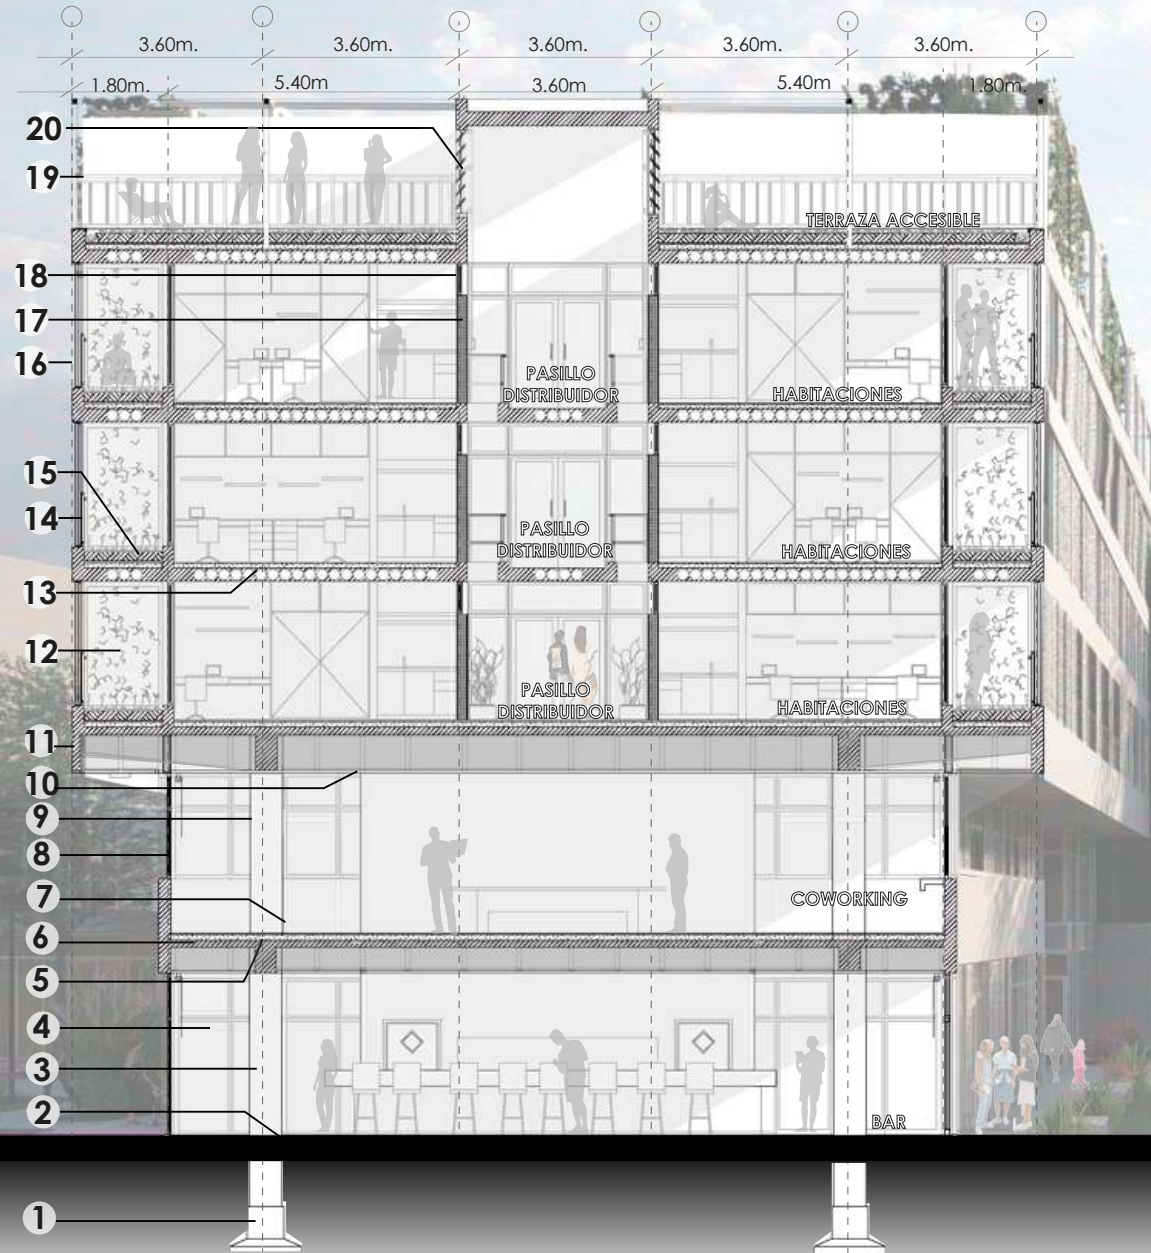 3.60m. 3.60m. 3.60m. 3.60m. 3.60m.
1.80m. 5.40m 3.60m 5.40m 1.80m.
20
19
TERRAZA ACCESIBLE
18
17
16
PASILLO
DISTRIBUIDOR
HABITACIONES
15
14
PASILLO
DISTRIBUIDOR
HABITACIONES
13
12
PASILLO
DISTRIBUIDOR
HABITACIONES
11
10
9
8
7
COWORKING
6
5
4
3
2
BAR
1